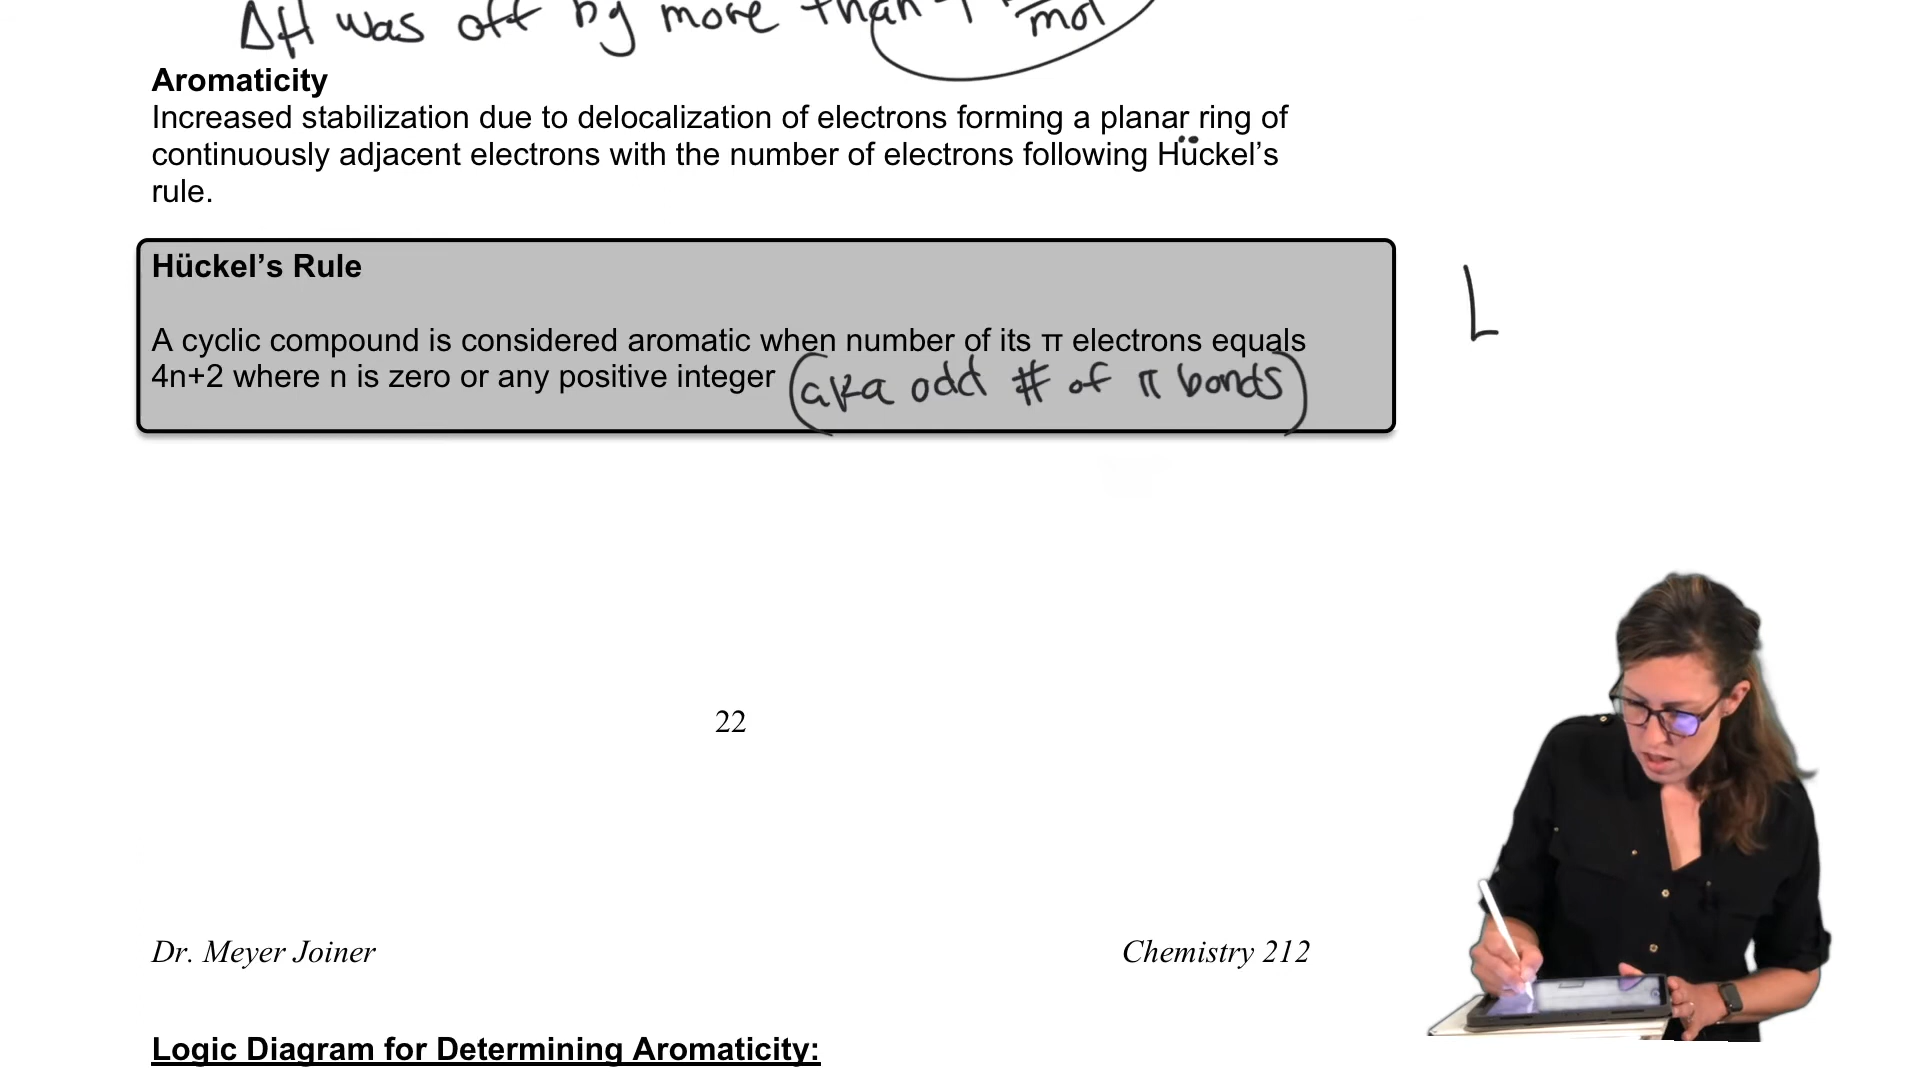 ΔH was off by more than
mol
Aromaticity
Increased stabilization due to delocalization of electrons forming a planar ring of
continuously adjacent electrons with the number of electrons following Hückel’s
rule.
Hückel’s Rule
A cyclic compound is considered aromatic when number of its π electrons equals
4n+2 where n is zero or any positive integer (aka odd # of π bonds)
L
22
Dr. Meyer Joiner Chemistry 212
Logic Diagram for Determining Aromaticity: